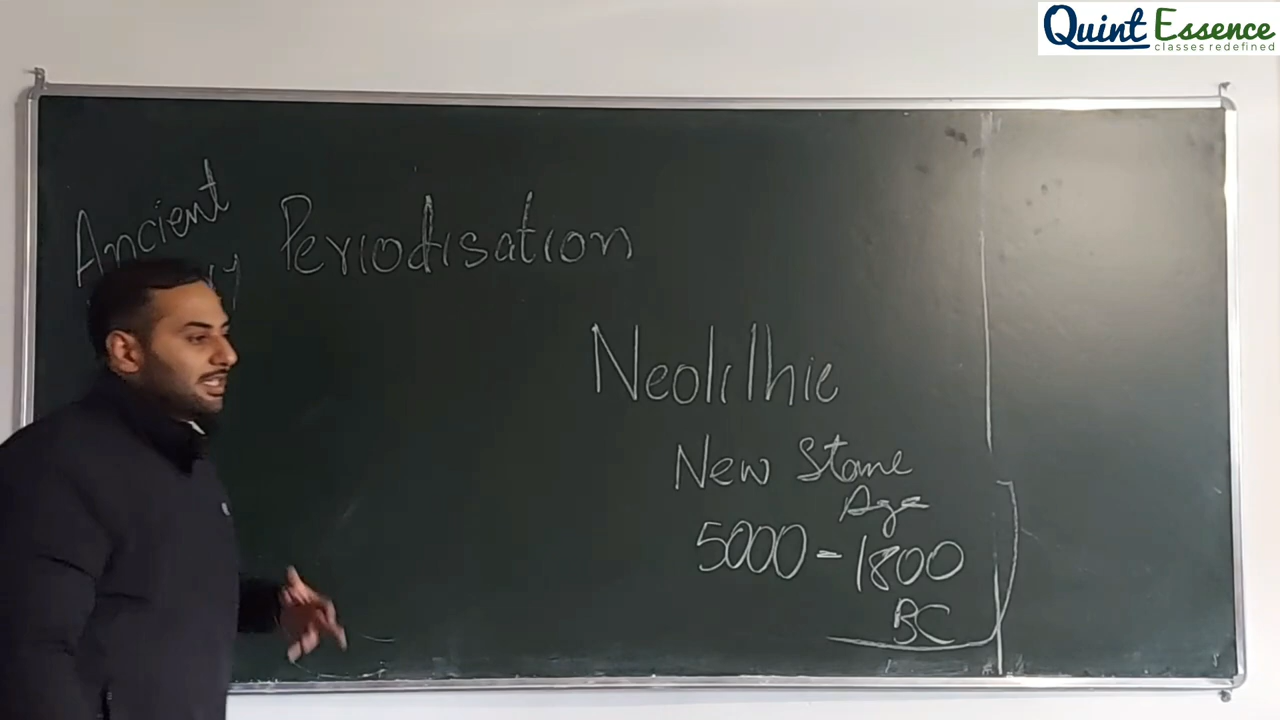 Quint Essence
classes redefined
Ancient
Periodisation
Neolithic
New Stone
Age
5000 - 1800
BC